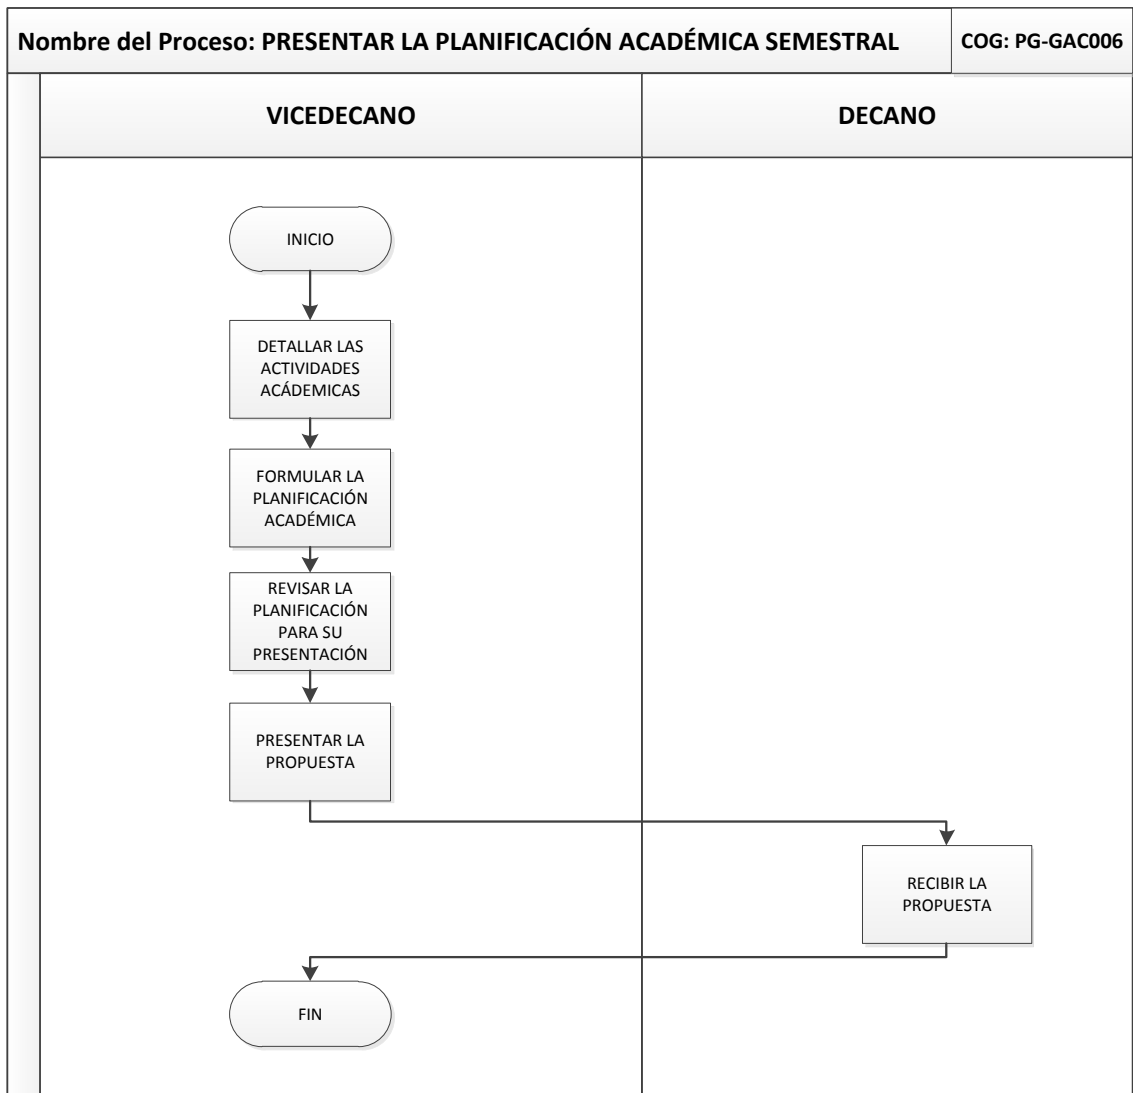 Nombre del Proceso: PRESENTAR LA PLANIFICACIÓN ACADÉMICA SEMESTRAL
COG: PG-GAC006
VICEDECANO
DECANO
INICIO
DETALLAR LAS
ACTIVIDADES
ACÁDEMICAS
FORMULAR LA
PLANIFICACIÓN
ACADÉMICA
REVISAR LA
PLANIFICACIÓN
PARA SU
PRESENTACIÓN
PRESENTAR LA
PROPUESTA
RECIBIR LA
PROPUESTA
FIN